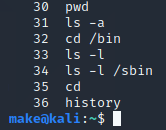 30 pwd
31 ls -a
32 cd /bin
33 ls -l
34 ls -l /sbin
35 cd
36 history
make@kali:~$